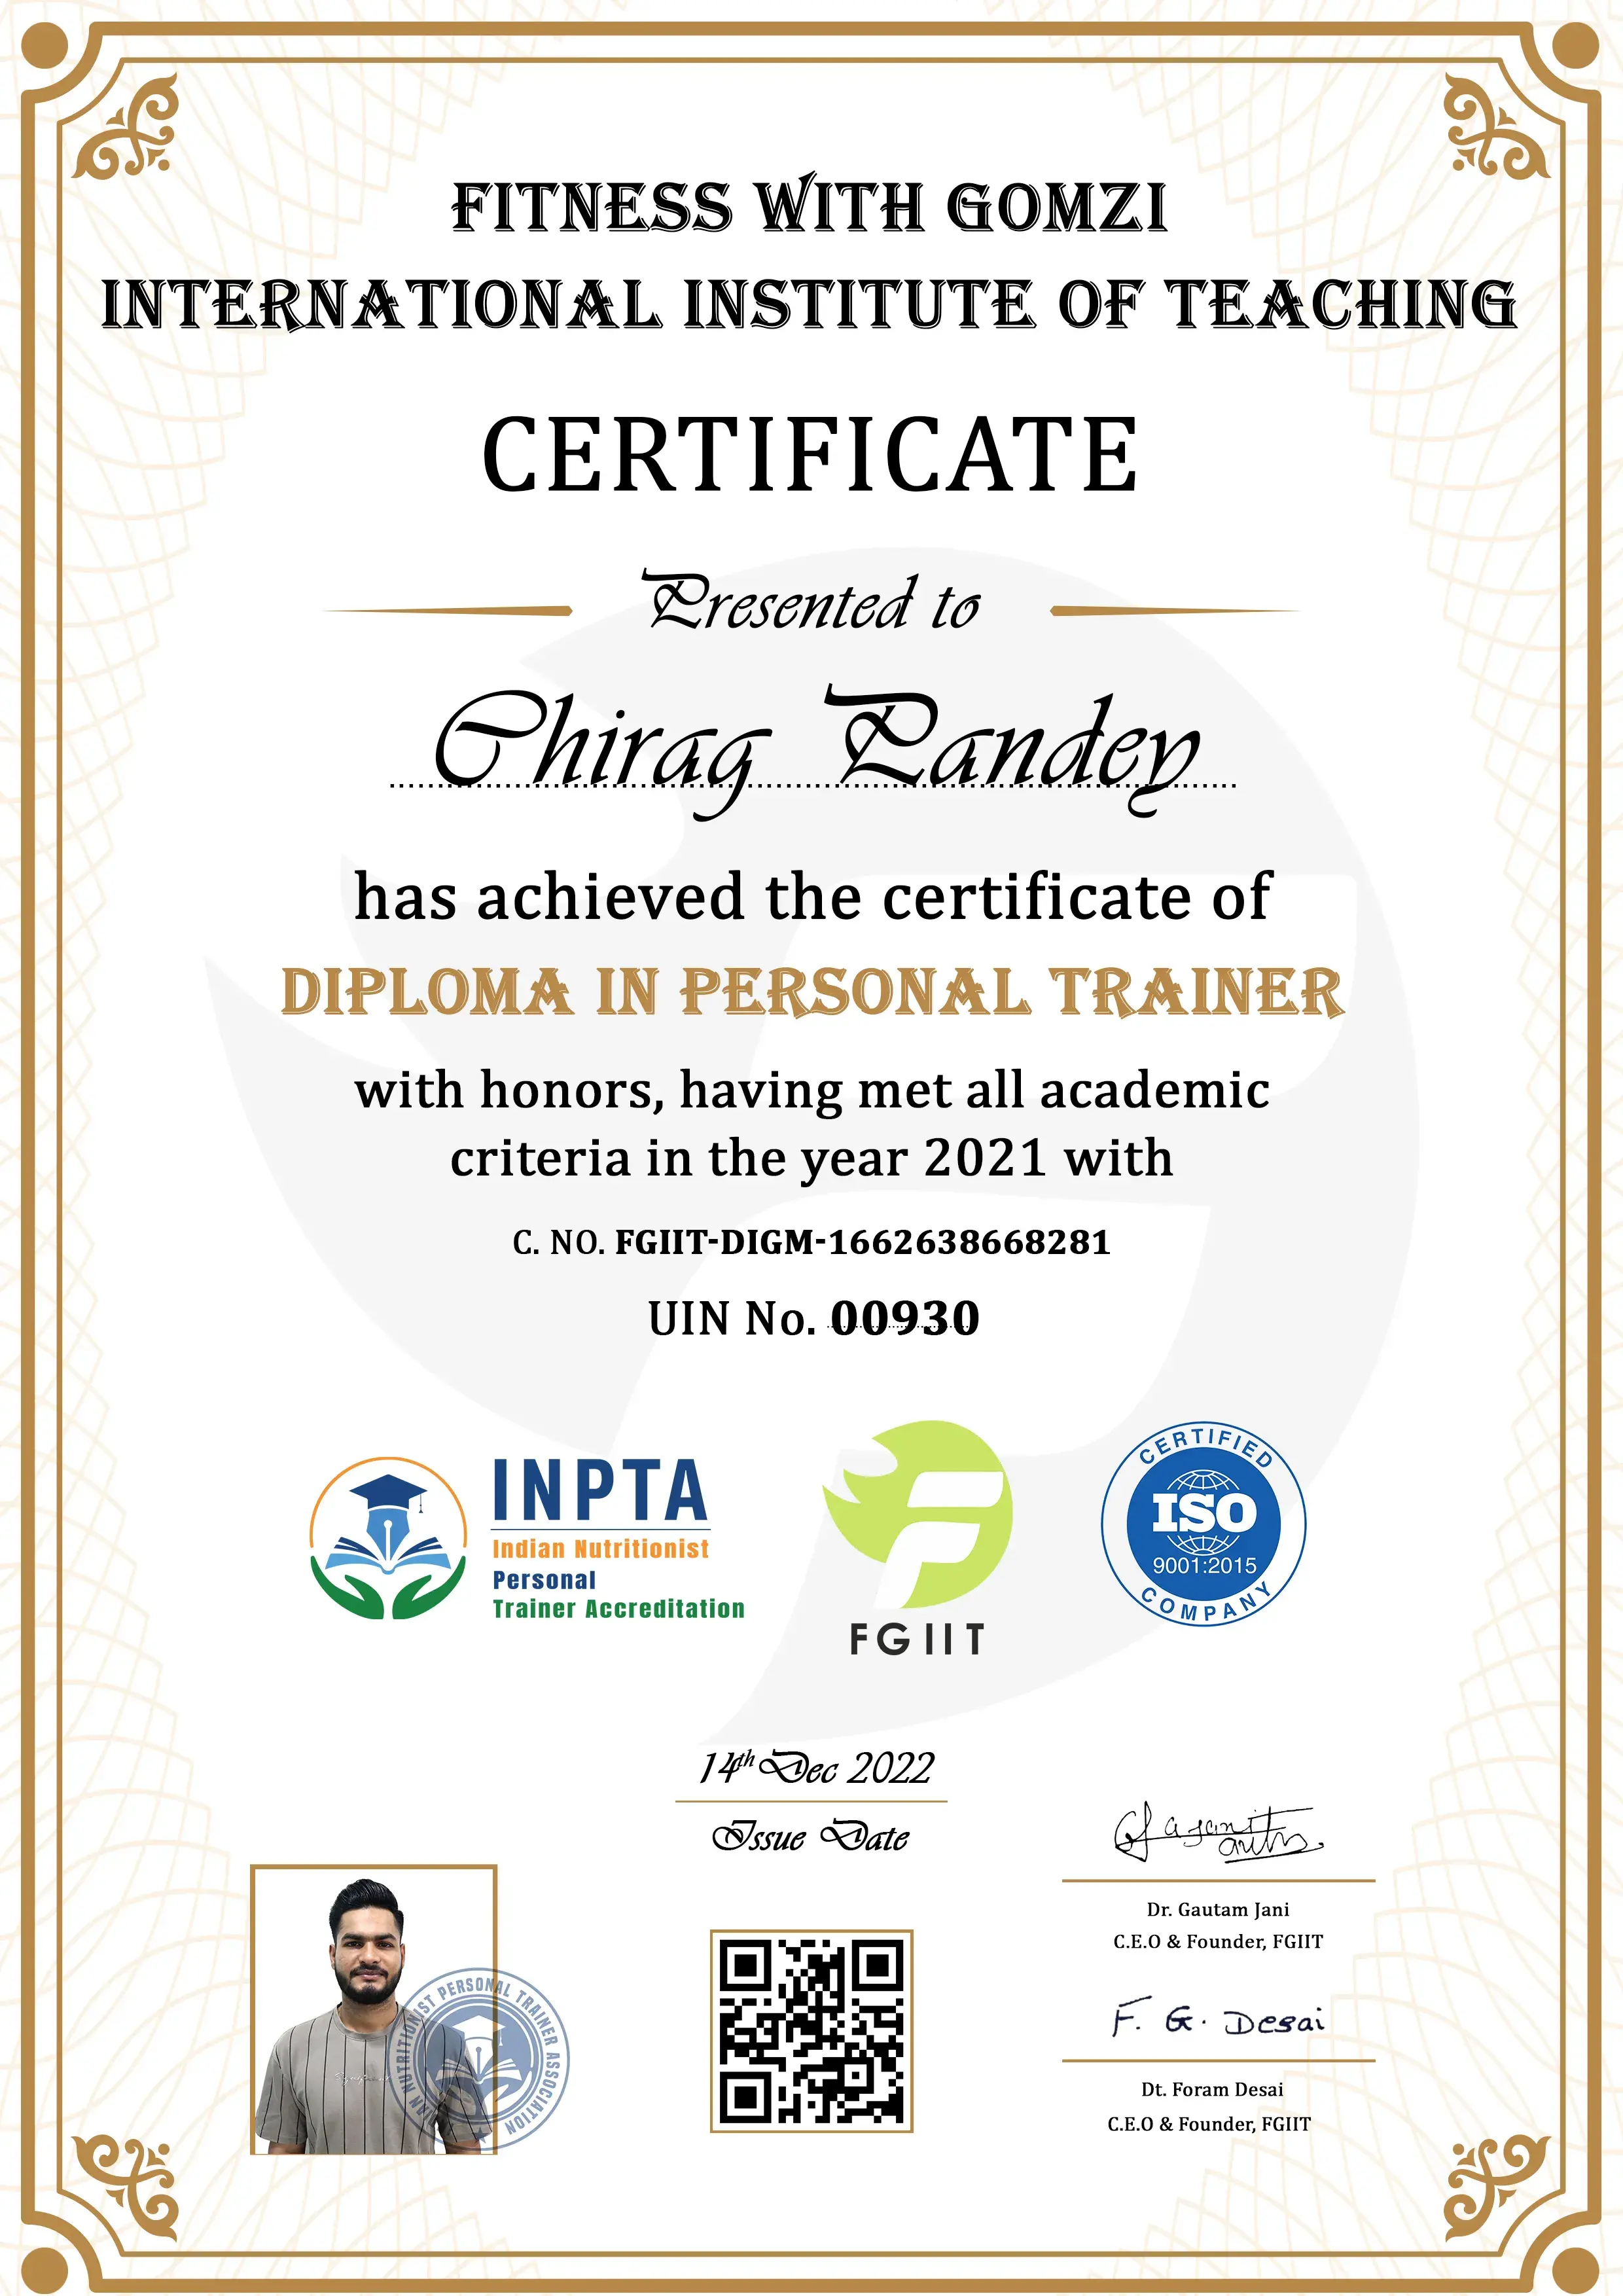 FITNESS WITH GOMZI
INTERNATIONAL INSTITUTE OF TEACHING
CERTIFICATE
Presented to
Chirag Pandey
has achieved the certificate of
DIPLOMA IN PERSONAL TRAINER
with honors, having met all academic
criteria in the year 2021 with
C. NO. FGIIT-DIGM-1662638668281
UIN No. 00930
INPTA
Indian Nutritionist
Personal
Trainer Accreditation
FGIIT
CERTIFIED
ISO
9001:2015
COMPANY
14th Dec 2022
Issue Date
Dr. Gautam Jani
C.E.O & Founder, FGIIT
F. G. Desai
Dt. Foram Desai
C.E.O & Founder, FGIIT
NUTRITIONIST PERSONAL TRAINER ASSOCIATION